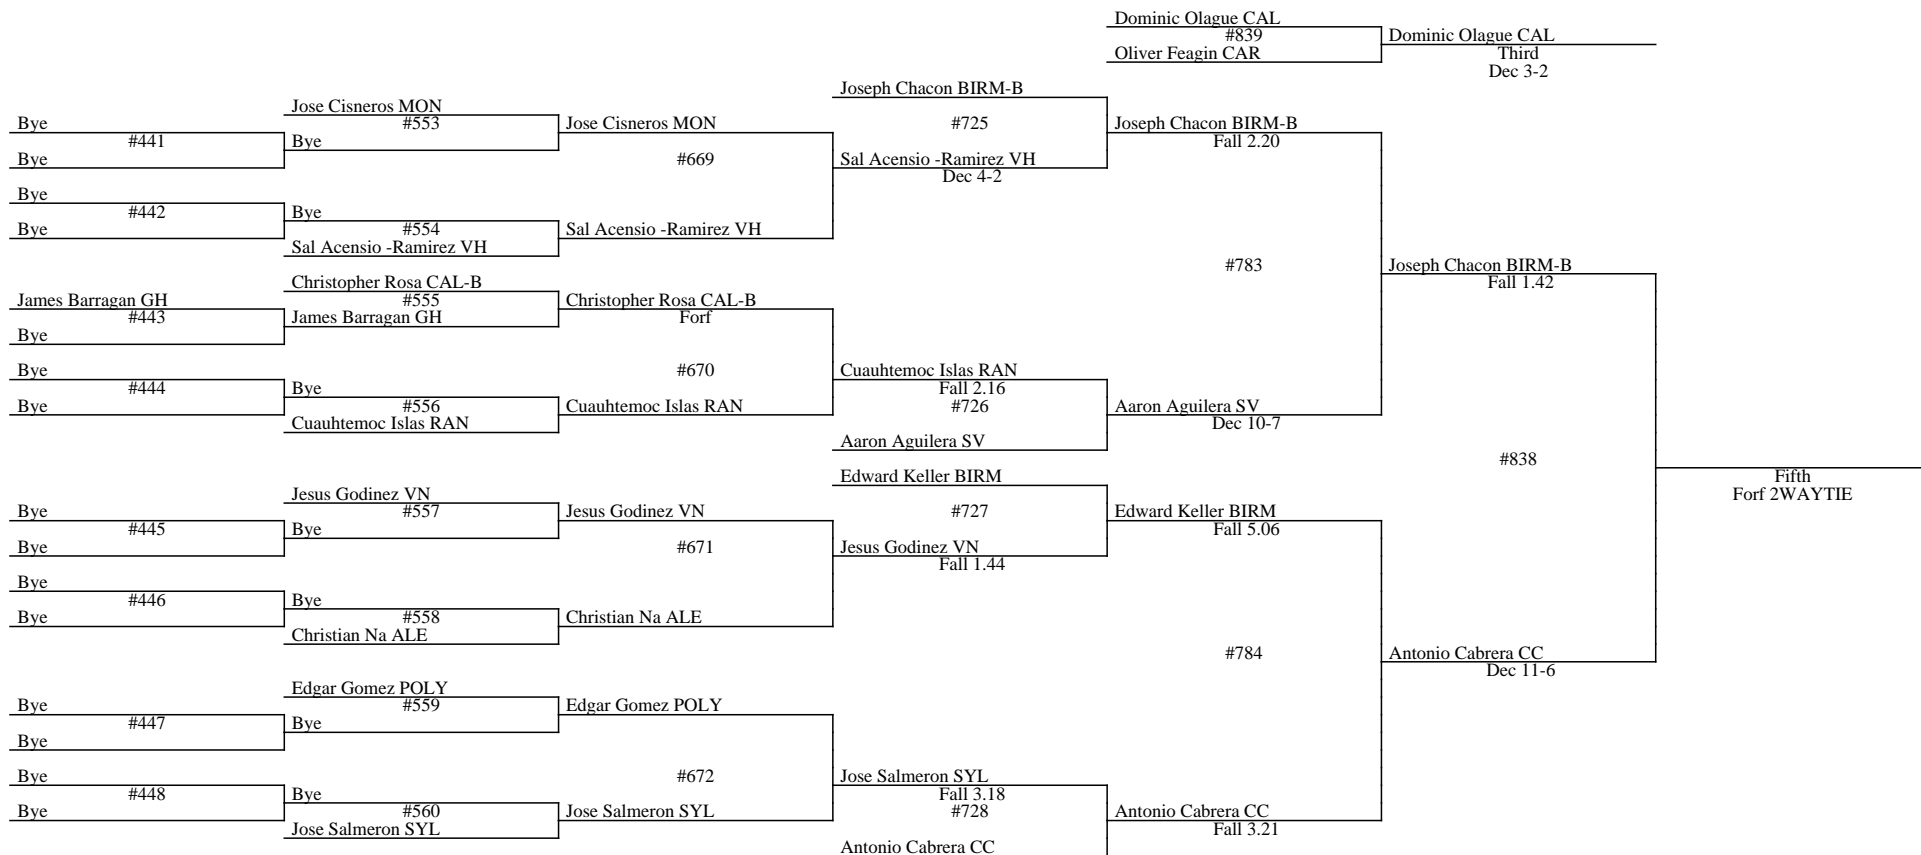 Dominic Olague CAL
#839
Oliver Feagin CAR
Dominic Olague CAL
Third
Dec 3-2
Bye
#441
Bye
Bye
#442
Bye
James Barragan GH
#443
Bye
Bye
#444
Bye
Bye
#445
Bye
Bye
#446
Bye
Bye
#447
Bye
Bye
#448
Bye
Jose Cisneros MON
#553
Bye
Bye
#554
Sal Acensio -Ramirez VH
Christopher Rosa CAL-B
#555
James Barragan GH
Bye
#556
Cuauhtemoc Islas RAN
Jesus Godinez VN
#557
Bye
Bye
#558
Christian Na ALE
Edgar Gomez POLY
#559
Bye
Bye
#560
Jose Salmeron SYL
Jose Cisneros MON
#669
Sal Acensio -Ramirez VH
Christopher Rosa CAL-B
Forf
#670
Cuauhtemoc Islas RAN
Jesus Godinez VN
#671
Christian Na ALE
Edgar Gomez POLY
#672
Jose Salmeron SYL
Joseph Chacon BIRM-B
#725
Sal Acensio -Ramirez VH
Dec 4-2
Cuauhtemoc Islas RAN
Fall 2.16
#726
Aaron Aguilera SV
Edward Keller BIRM
#727
Jesus Godinez VN
Fall 1.44
Jose Salmeron SYL
Fall 3.18
#728
Antonio Cabrera CC
Joseph Chacon BIRM-B
Fall 2.20
#783
Aaron Aguilera SV
Dec 10-7
Edward Keller BIRM
Fall 5.06
#784
Antonio Cabrera CC
Fall 3.21
Joseph Chacon BIRM-B
Fall 1.42
#838
Antonio Cabrera CC
Dec 11-6
Fifth
Forf 2WAYTIE